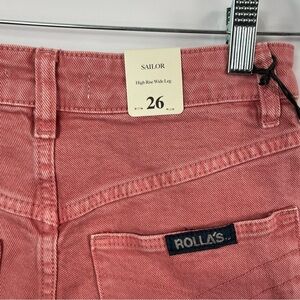 SAILOR
High Rise Wide Leg
26
ROLLA'S